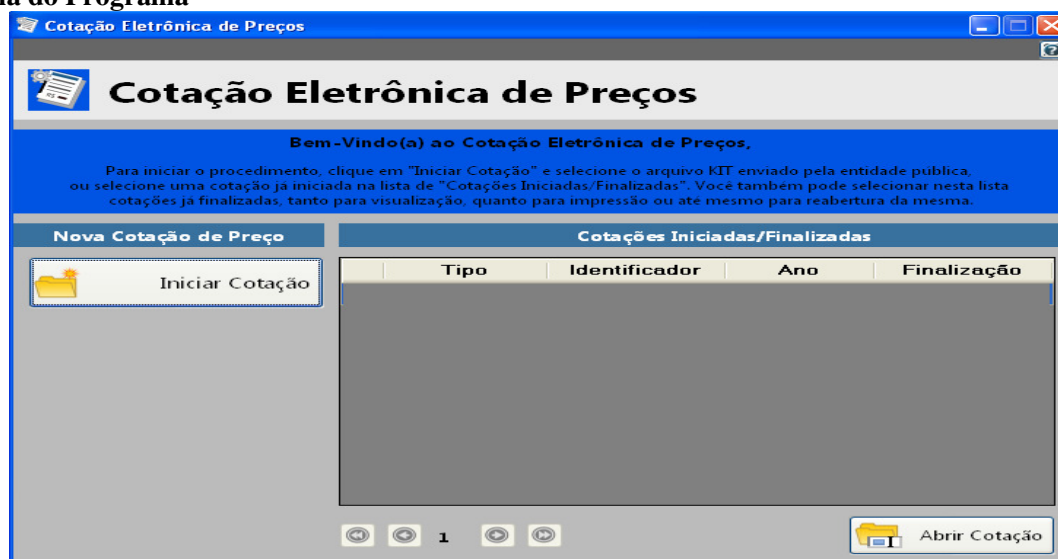 do Programa
Cotação Eletrônica de Preços
Cotação Eletrônica de Preços
Bem-Vindo(a) ao Cotação Eletrônica de Preços,
Para iniciar o procedimento, clique em "Iniciar Cotação" e selecione o arquivo KIT enviado pela entidade pública,
ou selecione uma cotação já iniciada na lista de "Cotações Iniciadas/Finalizadas". Você também pode selecionar nesta lista
cotações já finalizadas, tanto para visualização, quanto para impressão ou até mesmo para reabertura da mesma.
Nova Cotação de Preço
Cotações Iniciadas/Finalizadas
Iniciar Cotação
Tipo Identificador Ano Finalização
1
Abrir Cotação